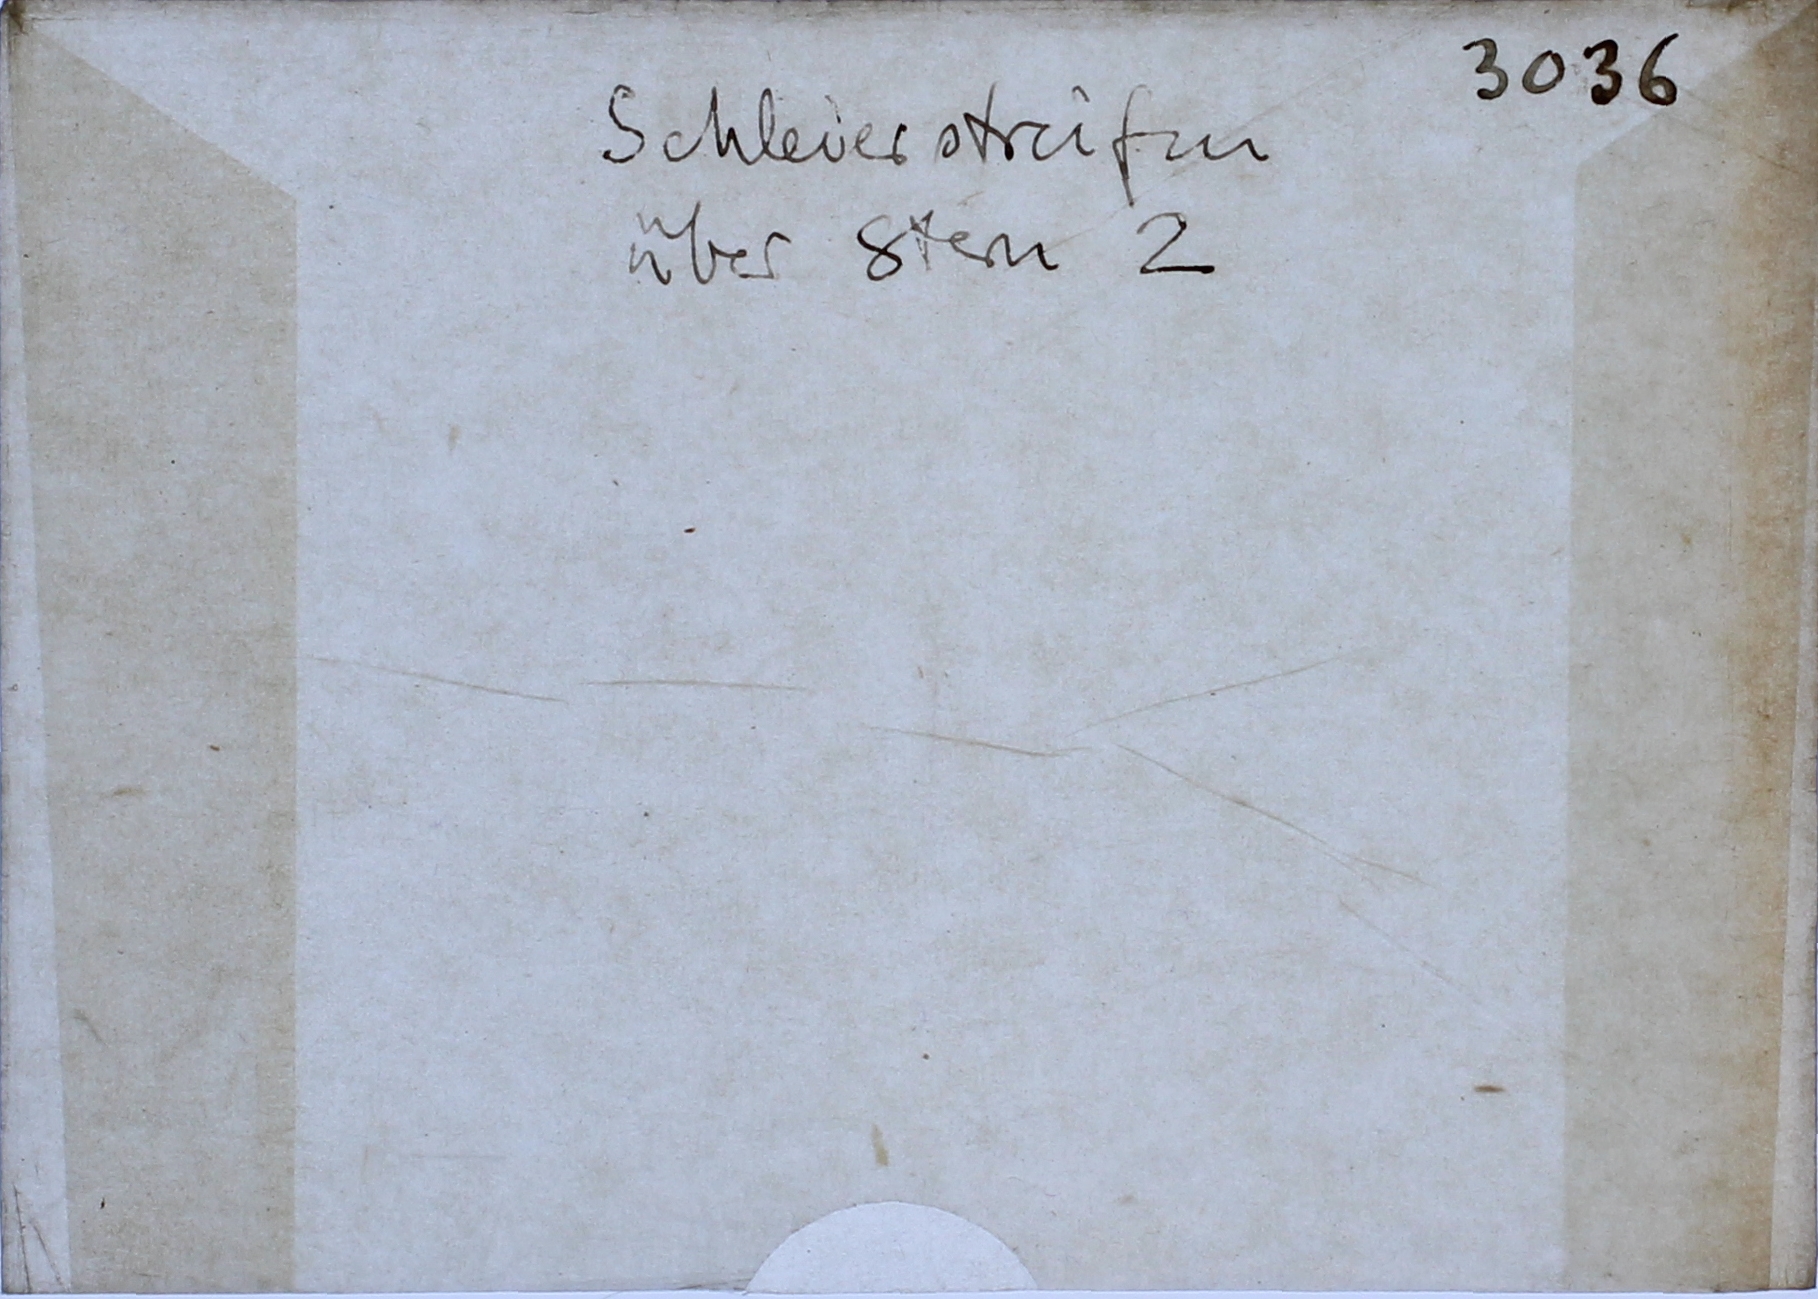 3036
Schleierstreifen
über Stern 2